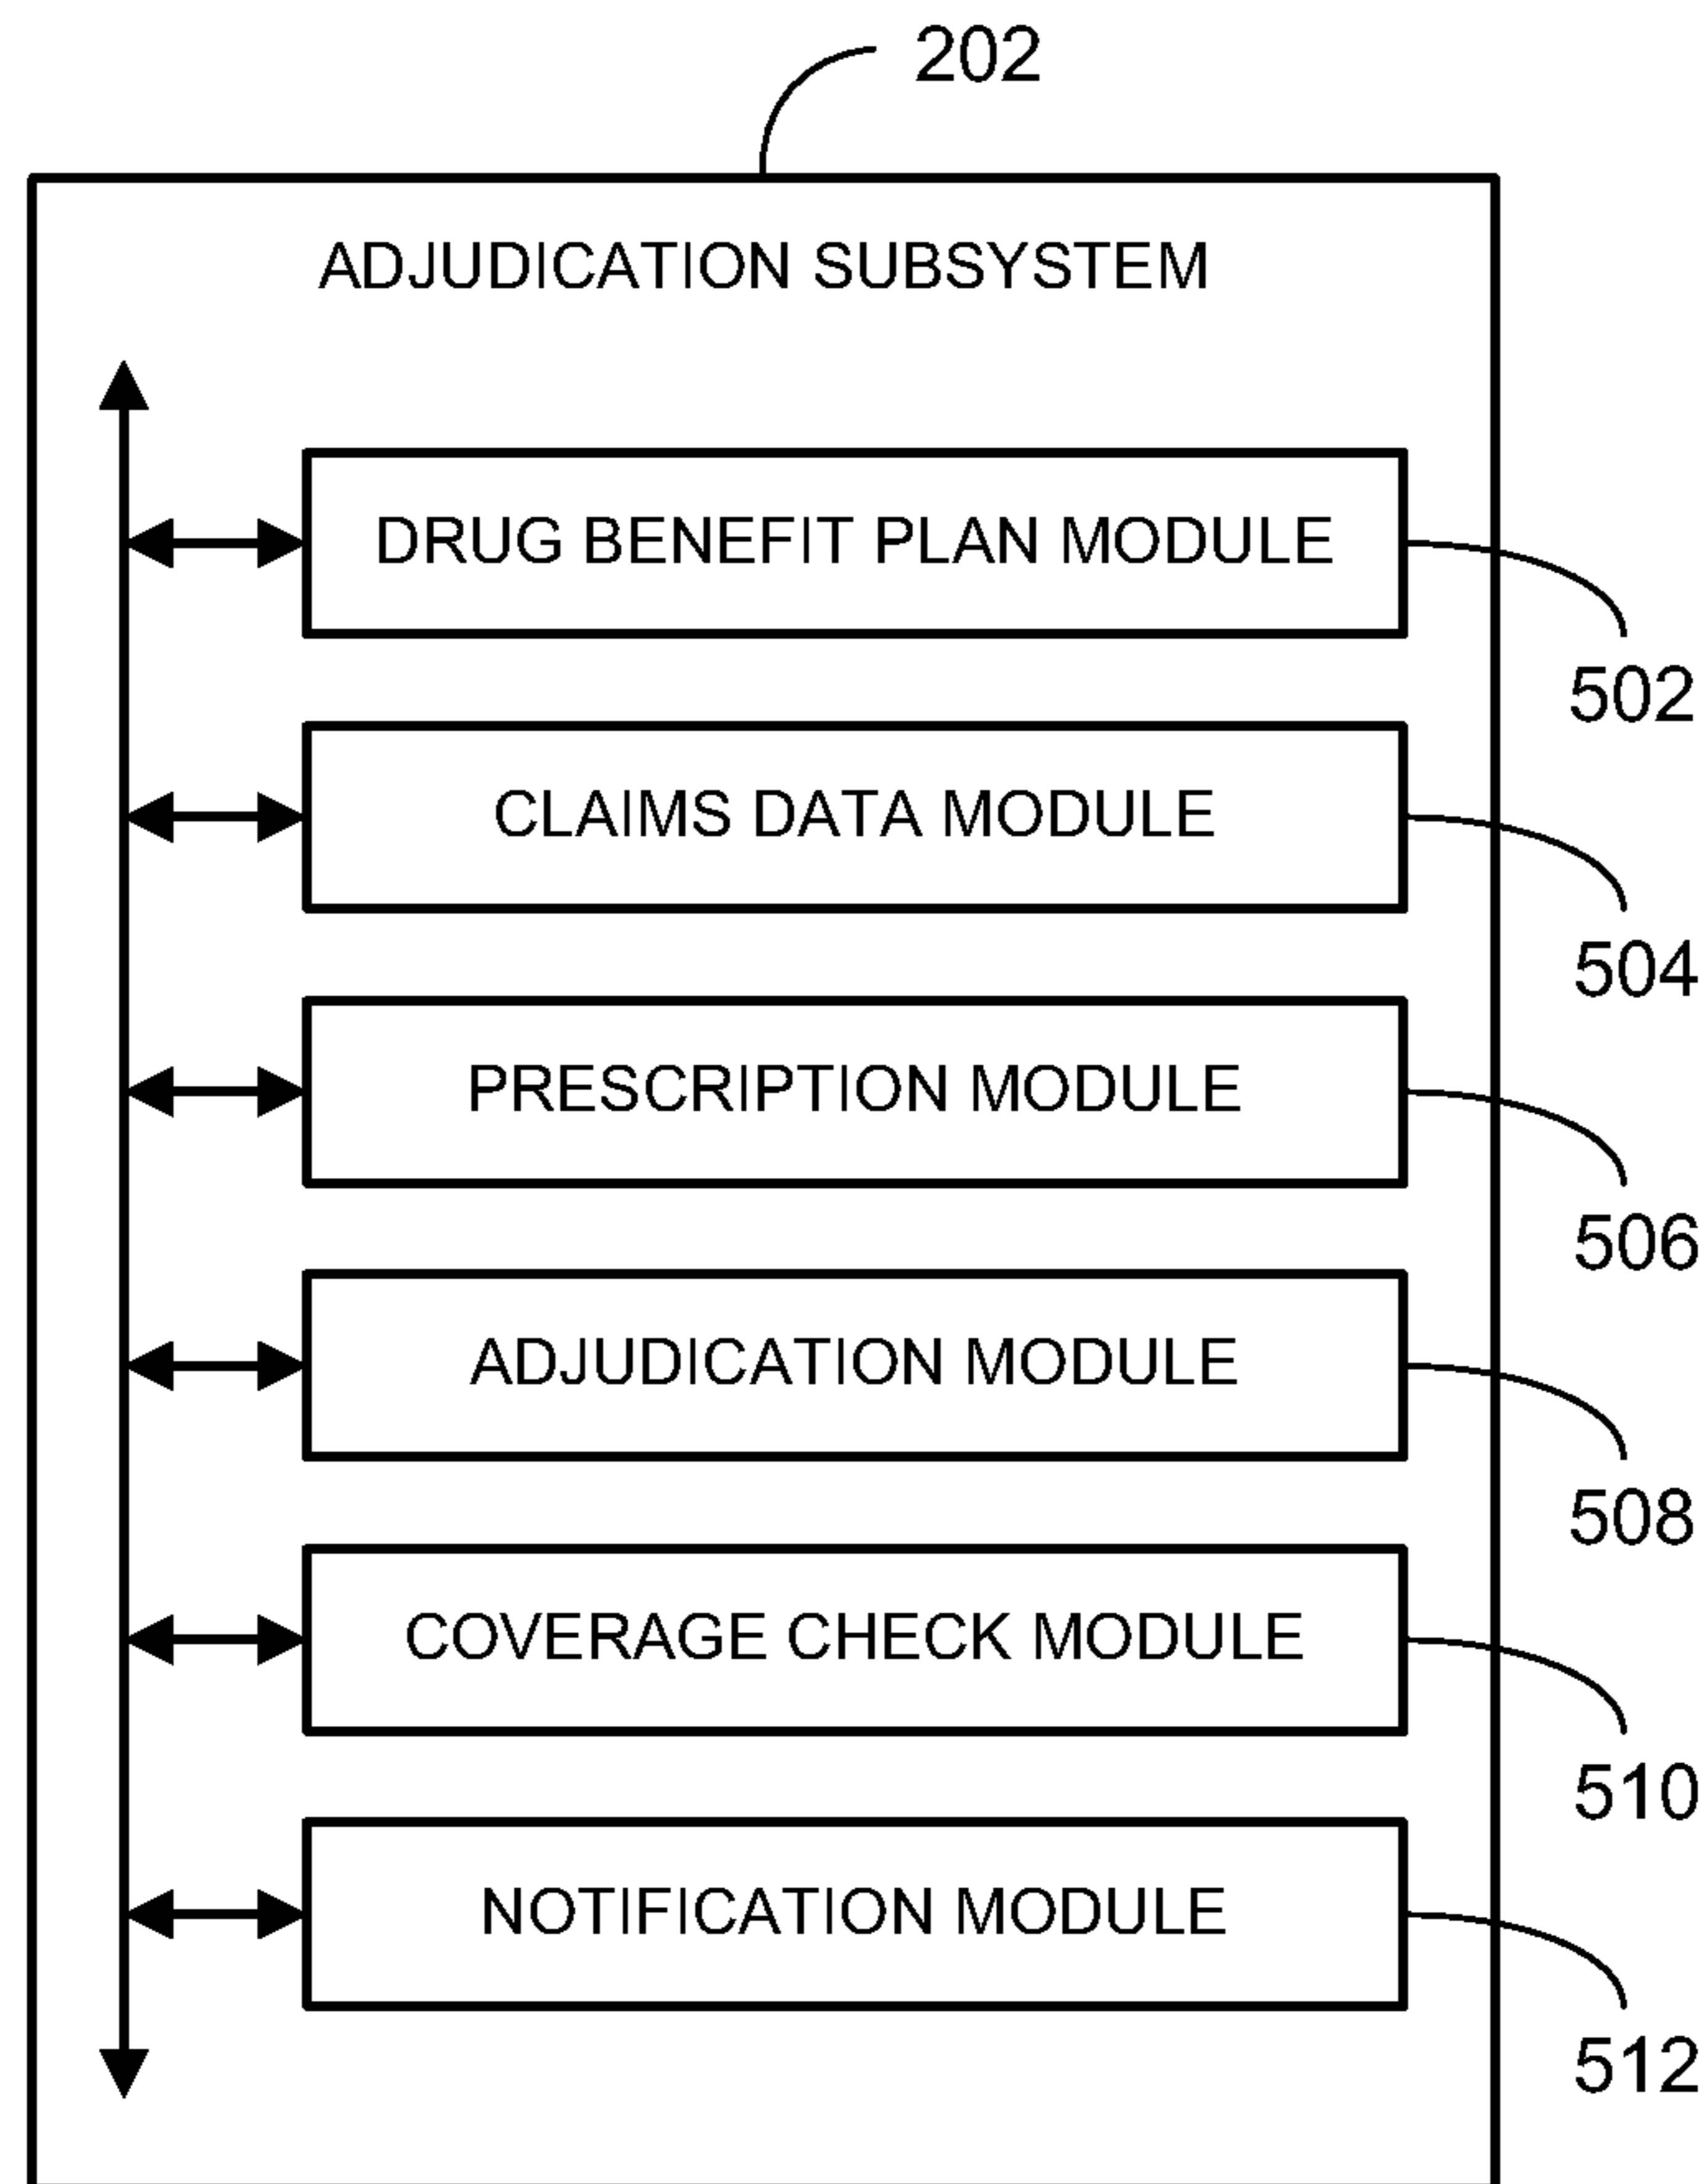 202
ADJUDICATION SUBSYSTEM
DRUG BENEFIT PLAN MODULE
502
CLAIMS DATA MODULE
504
PRESCRIPTION MODULE
506
ADJUDICATION MODULE
508
COVERAGE CHECK MODULE
510
NOTIFICATION MODULE
512